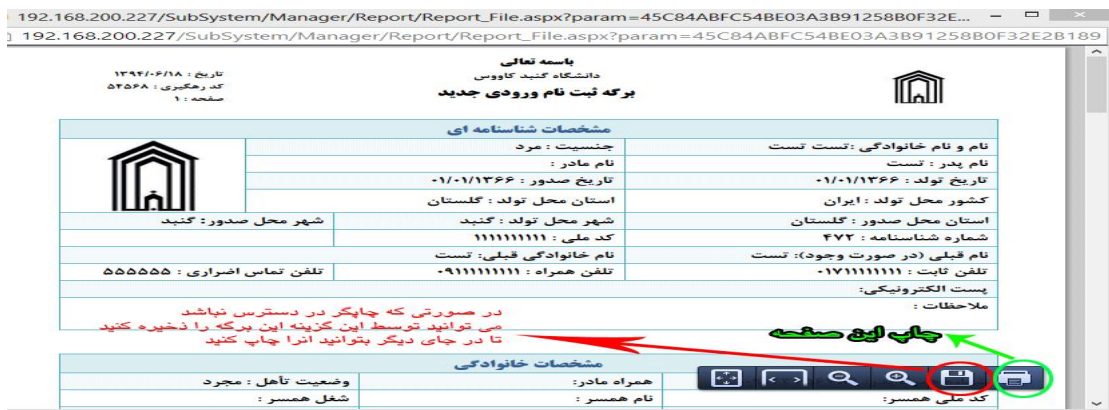 192.168.200.227/SubSystem/Manager/Report/Report_File.aspx?param=45C84ABFC54BE03A3B91258B0F32E...
192.168.200.227/SubSystem/Manager/Report/Report_File.aspx?param=45C84ABFC54BE03A3B91258B0F32E2B189
باسمه تعالی
دانشگاه گنبد کاووس
برگه ثبت نام ورودی جدید
تاریخ : ۱۳۹۴/۰۶/۱۸
کد رهگیری : ۵۴۵۶۸
صفحه : ۱
مشخصات شناسنامه ای
نام و نام خانوادگی :تست تست جنسیت : مرد
نام پدر : تست نام مادر :
تاریخ تولد : ۰۱/۰۱/۱۳۶۶ تاریخ صدور : ۰۱/۰۱/۱۳۶۶
کشور محل تولد : ایران استان محل تولد : گلستان
استان محل صدور : گلستان شهر محل تولد : گنبد شهر محل صدور: گنبد
شماره شناسنامه : ۴۷۲ کد ملی : ۱۱۱۱۱۱۱۱۱۱
نام قبلی (در صورت وجود): تست نام خانوادگی قبلی: تست
تلفن ثابت : ۰۱۷۱۱۱۱۱۱۱۱ تلفن همراه : ۰۹۱۱۱۱۱۱۱۱۱ تلفن تماس اضراری : ۵۵۵۵۵۵
پست الکترونیکی:
ملاحظات :
در صورتی که چاپگر در دسترس نباشد
می توانید توسط این گزینه این برگه را ذخیره کنید
تا در جای دیگر بتوانید انرا چاپ کنید
چاپ این صفحه
مشخصات خانوادگی
همراه مادر: وضعیت تأهل : مجرد
کد ملی همسر: نام همسر : شغل همسر :